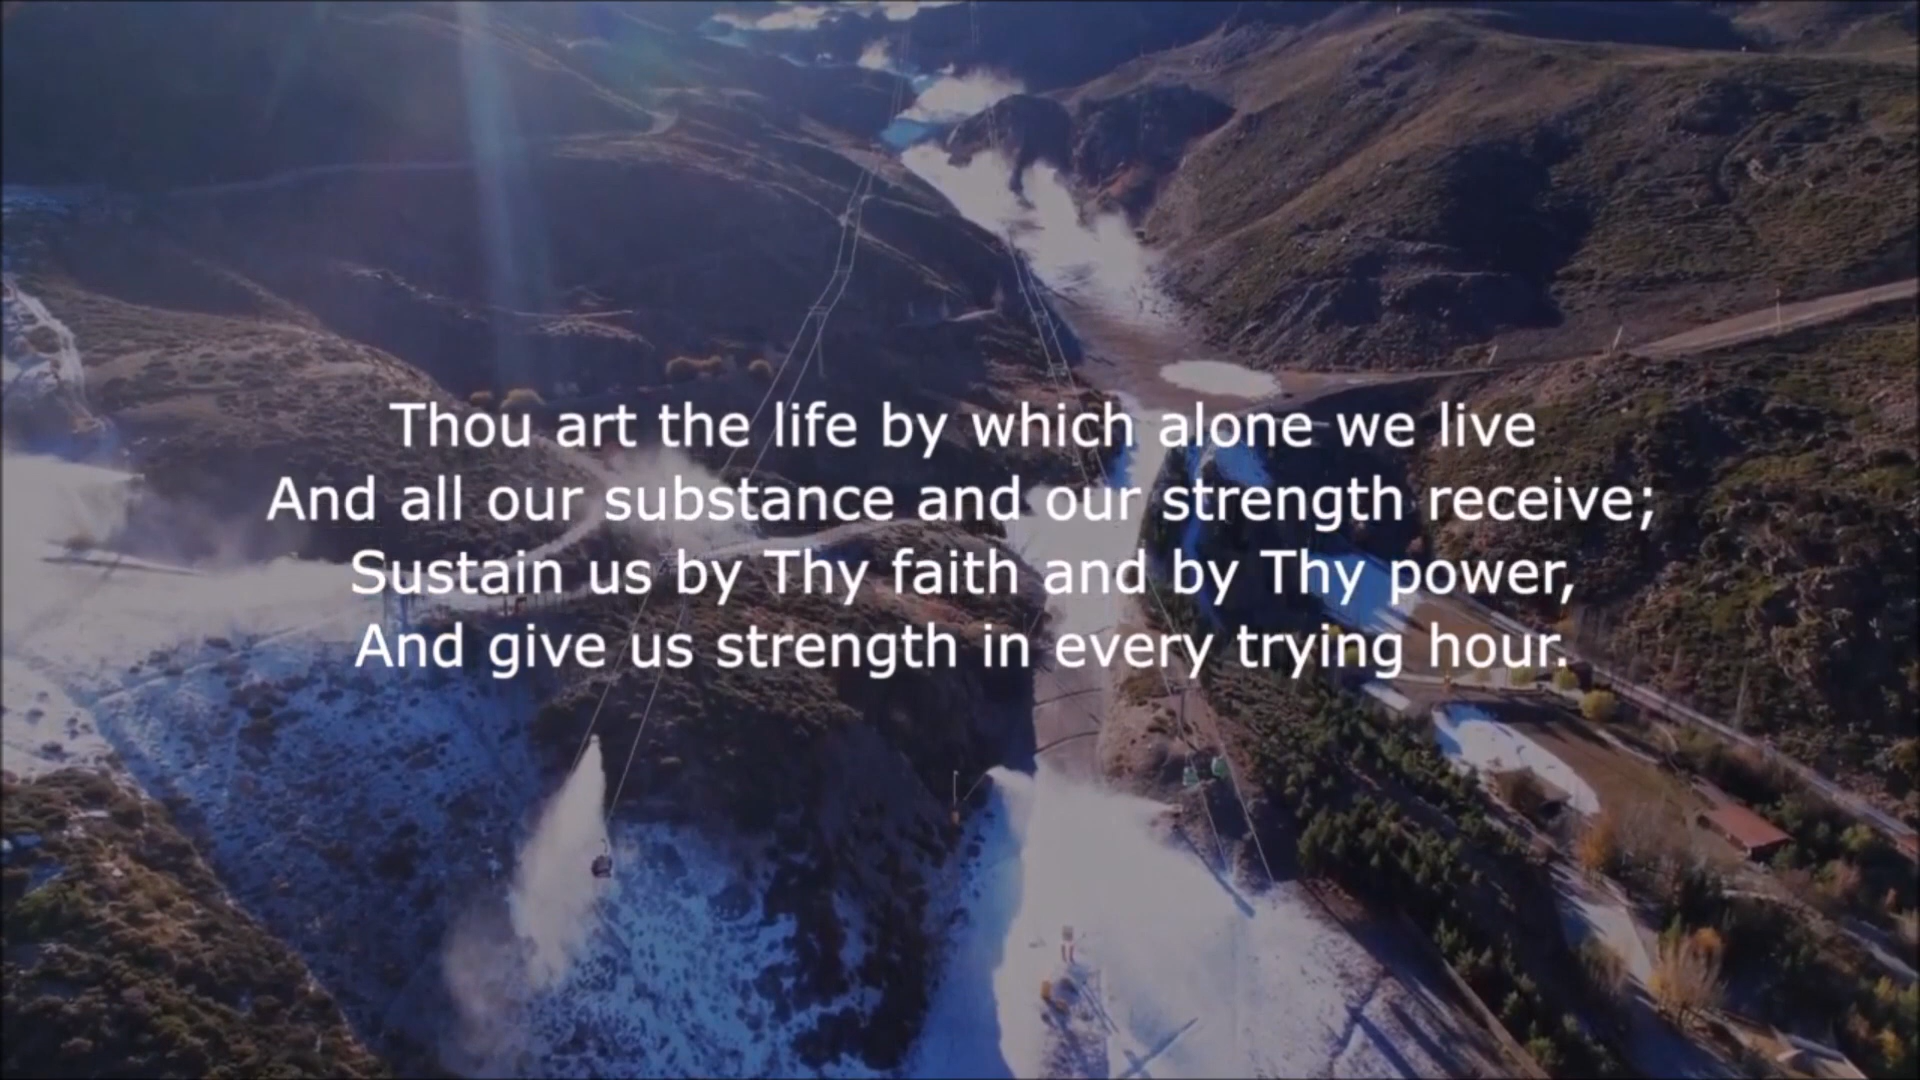 Thou art the life by which alone we live
And all our substance and our strength receive;
Sustain us by Thy faith and by Thy power,
And give us strength in every trying hour.